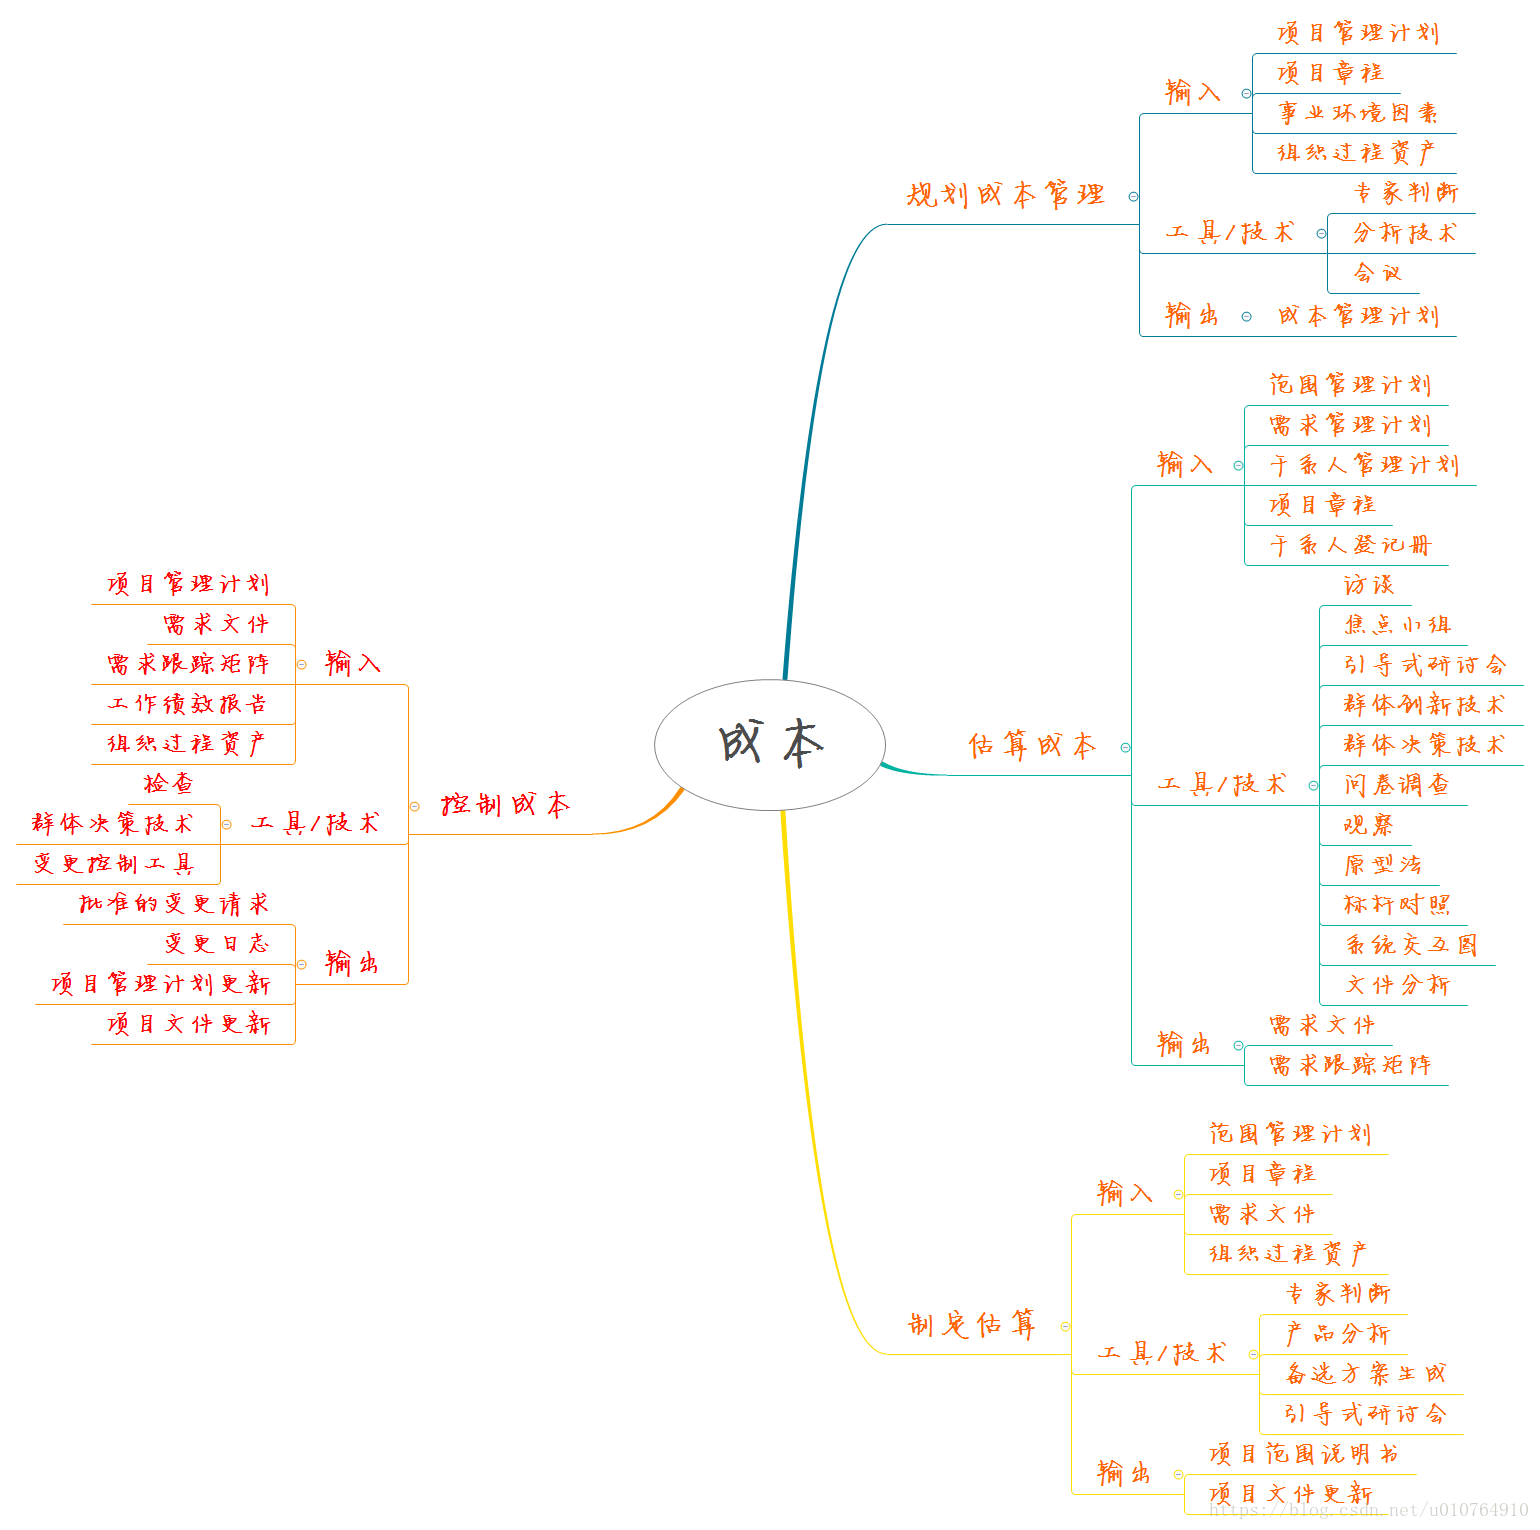 成本
规划成本管理
输入
项目管理计划
项目章程
事业环境因素
组织过程资产
工具/技术
专家判断
分析技术
会议
输出
成本管理计划
估算成本
输入
范围管理计划
需求管理计划
干系人管理计划
项目章程
干系人登记册
工具/技术
访谈
焦点小组
引导式研讨会
群体创新技术
群体决策技术
问卷调查
观察
原型法
标杆对照
系统交互图
文件分析
输出
需求文件
需求跟踪矩阵
制定估算
输入
范围管理计划
项目章程
需求文件
组织过程资产
工具/技术
专家判断
产品分析
备选方案生成
引导式研讨会
输出
项目范围说明书
项目文件更新
控制成本
输入
项目管理计划
需求文件
需求跟踪矩阵
工作绩效报告
组织过程资产
工具/技术
检查
群体决策技术
变更控制工具
输出
批准的变更请求
变更日志
项目管理计划更新
项目文件更新
https://blog.csdn.net/u010764910